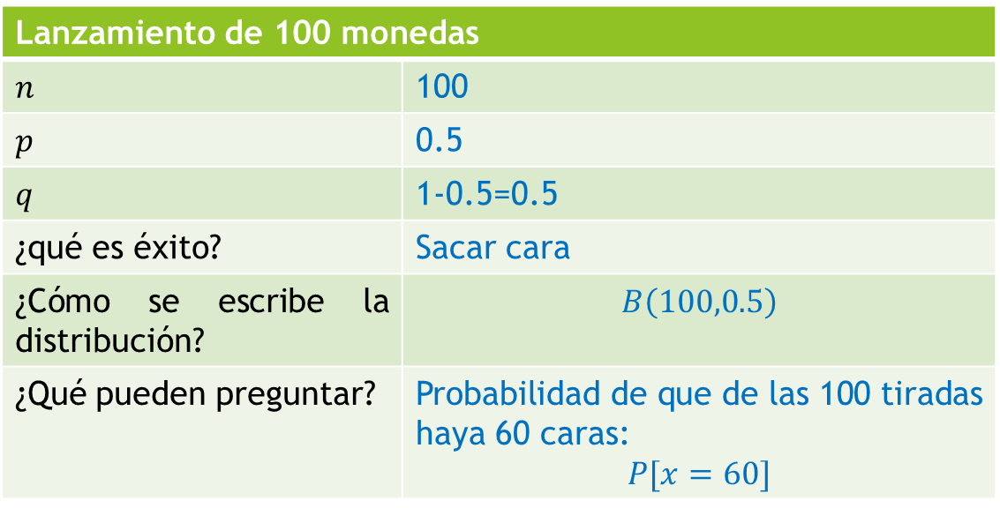 Lanzamiento de 100 monedas
𝑛
100
𝑝
0.5
𝑞
1-0.5=0.5
¿qué es éxito?
Sacar cara
¿Cómo se escribe la
distribución?
𝐵(100,0.5)
¿Qué pueden preguntar?
Probabilidad de que de las 100 tiradas
haya 60 caras:
𝑃[𝑥 = 60]